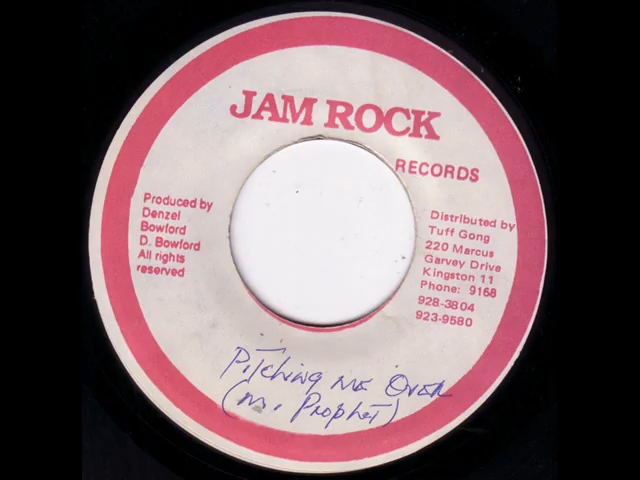 JAM ROCK
RECORDS
Produced by
Denzel
Bowford
D. Bowford
All rights
reserved
Distributed by
Tuff Gong
220 Marcus
Garvey Drive
Kingston 11
Phone: 9168
928-3804
923-9580
Pitching me Over
(M. Prophet)